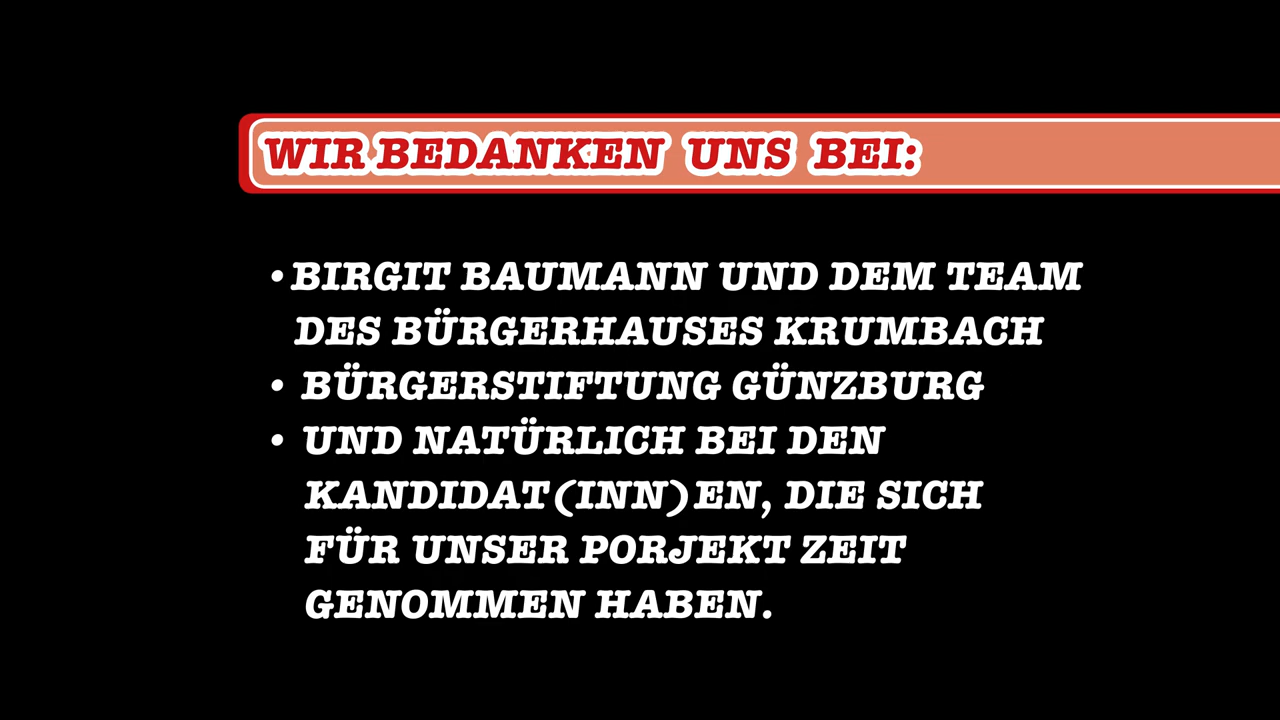 WIR BEDANKEN UNS BEI:
• BIRGIT BAUMANN UND DEM TEAM
DES BÜRGERHAUSES KRUMBACH
• BÜRGERSTIFTUNG GÜNZBURG
• UND NATÜRLICH BEI DEN
KANDIDAT(INN)EN, DIE SICH
FÜR UNSER PORJEKT ZEIT
GENOMMEN HABEN.